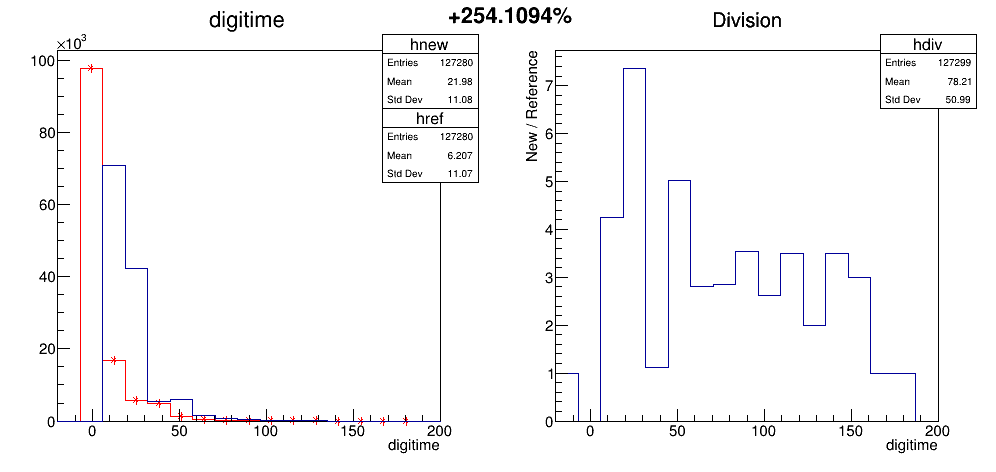 +254.1094%
digitime
×10³
100
80
60
40
20
0
0 50 100 150 200
digitime
hnew
Entries 127280
Mean 21.98
Std Dev 11.08
href
Entries 127280
Mean 6.207
Std Dev 11.07
Division
New / Reference
7
6
5
4
3
2
1
0
0 50 100 150 200
digitime
hdiv
Entries 127299
Mean 78.21
Std Dev 50.99